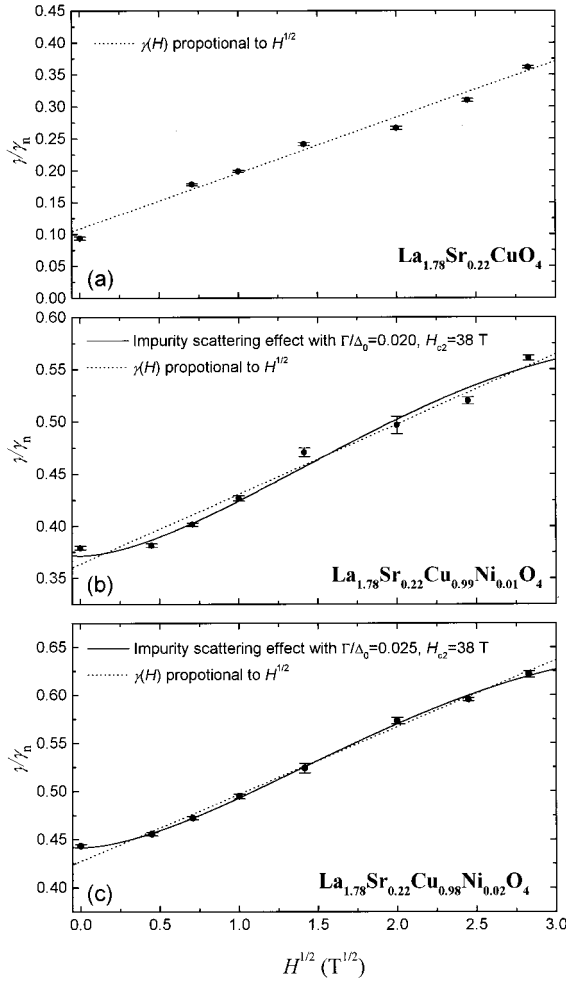 0.45
0.40
0.35
0.30
0.25
0.20
0.15
0.10
0.05
0.00
γ/γn
γ(H) propotional to H^1/2
(a)
La1.78Sr0.22CuO4
0.60
0.55
0.50
0.45
0.40
0.35
γ/γn
Impurity scattering effect with Γ/Δ0=0.020, Hc2=38 T
γ(H) propotional to H^1/2
(b)
La1.78Sr0.22Cu0.99Ni0.01O4
0.65
0.60
0.55
0.50
0.45
0.40
γ/γn
Impurity scattering effect with Γ/Δ0=0.025, Hc2=38 T
γ(H) propotional to H^1/2
(c)
La1.78Sr0.22Cu0.98Ni0.02O4
0.0 0.5 1.0 1.5 2.0 2.5 3.0
H^1/2 (T^1/2)